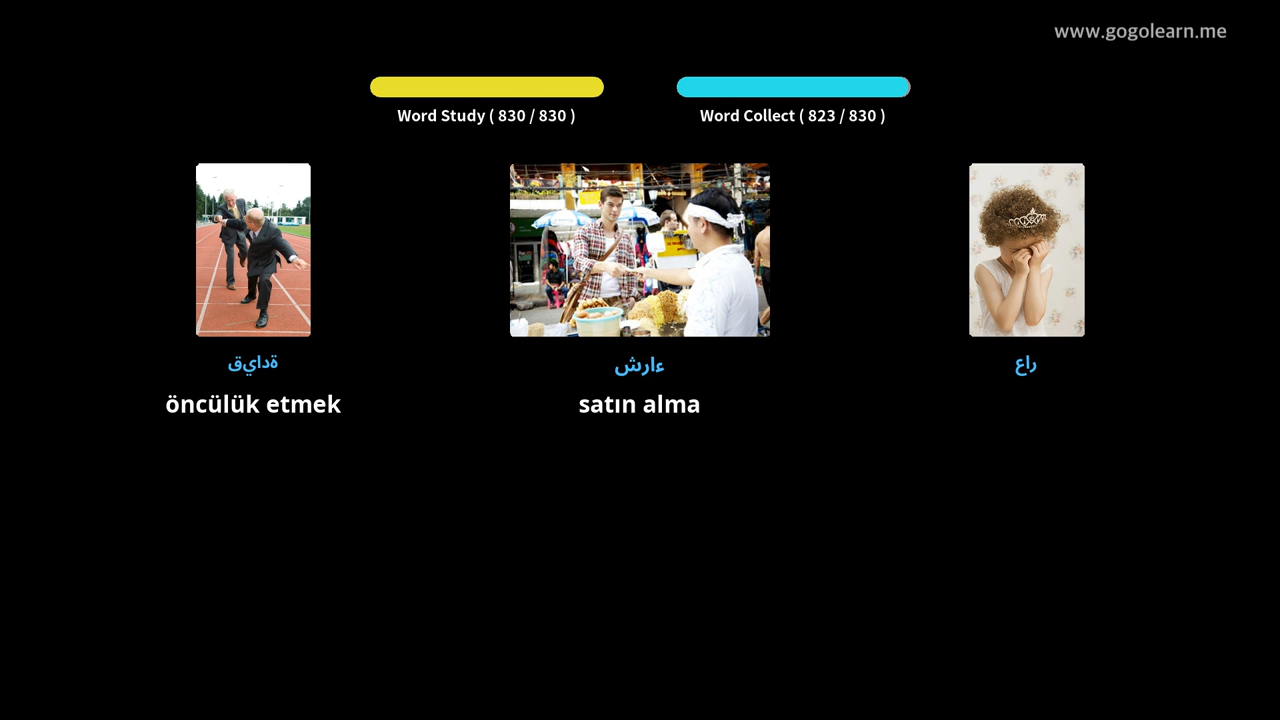 www.gogolearn.me
Word Study ( 830 / 830 )
Word Collect ( 823 / 830 )
ةدايق
ءارش
راع
öncülük etmek
satın alma